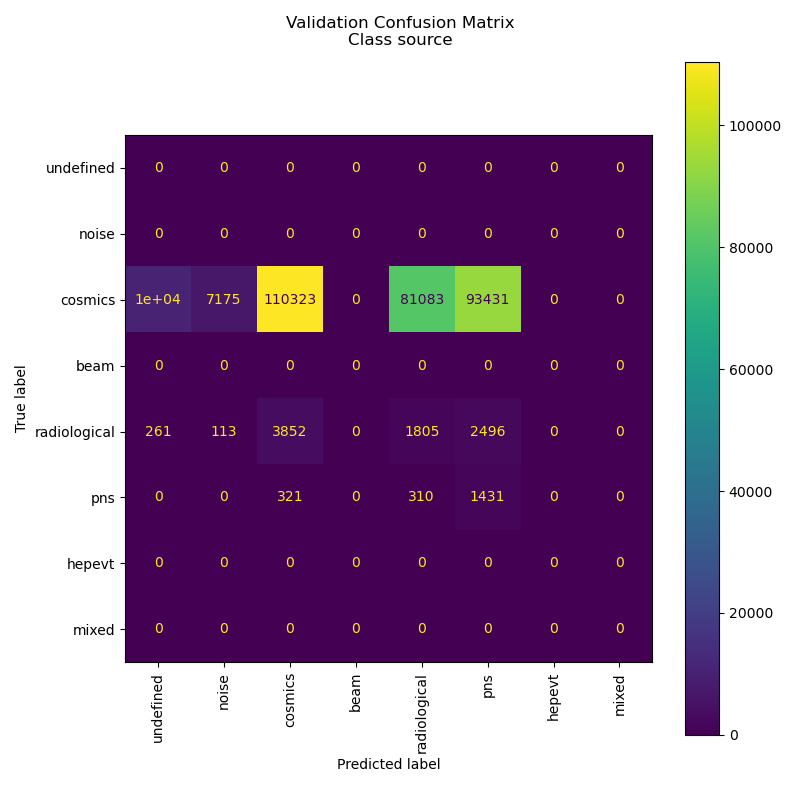 Validation Confusion Matrix
Class source
undefined 0 0 0 0 0 0 0 0
noise 0 0 0 0 0 0 0 0
cosmics 1e+04 7175 110323 0 81083 93431 0 0
beam 0 0 0 0 0 0 0 0
radiological 261 113 3852 0 1805 2496 0 0
pns 0 0 321 0 310 1431 0 0
hepevt 0 0 0 0 0 0 0 0
mixed 0 0 0 0 0 0 0 0
True label
undefined noise cosmics beam radiological pns hepevt mixed
Predicted label
100000
80000
60000
40000
20000
0